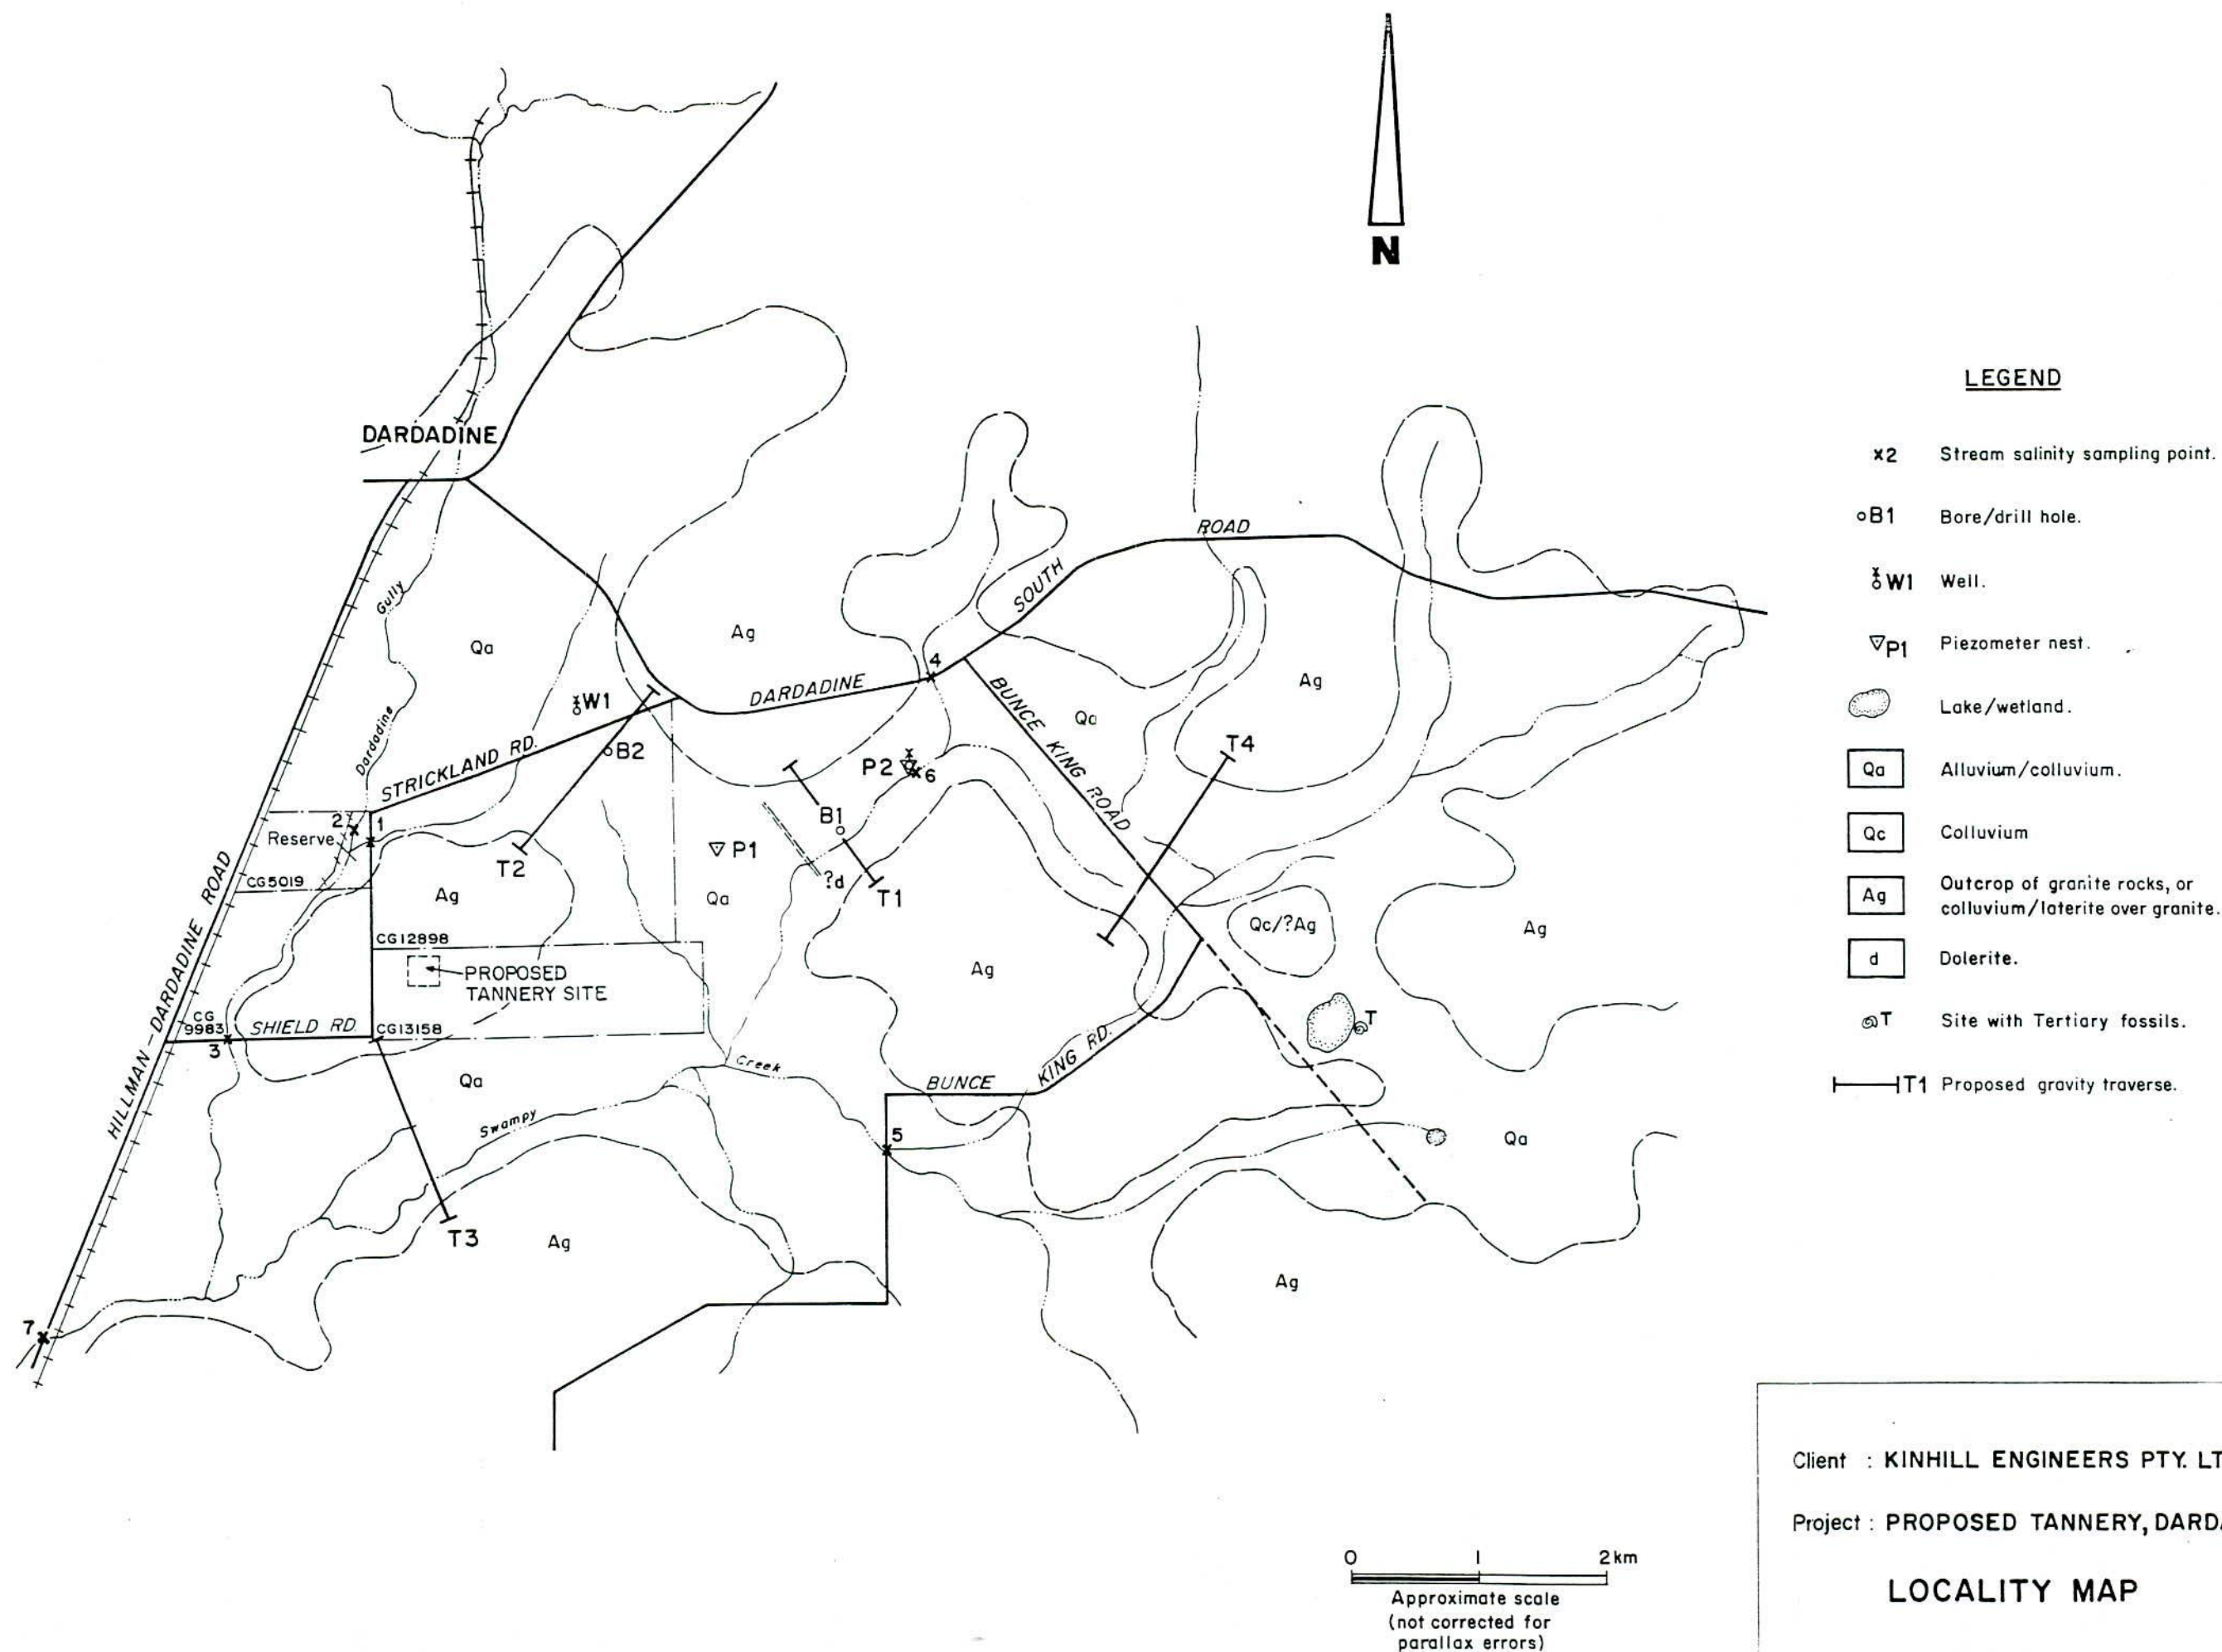 N
DARDADINE
ROAD
SOUTH
Gully
Qa
Ag
4
Ag
DARDADINE
BUNCE KING ROAD
Qa
W1
Dardadine
STRICKLAND RD.
B2
T4
P2
6
2
1
B1
Reserve
P1
T2
?d
CG5019
Ag
Qa
T1
Qc/?Ag
Ag
CG12898
PROPOSED
TANNERY SITE
Ag
HILLMAN-DARDADINE ROAD
CG
9983
SHIELD RD.
CG13158
T
3
Creek
KING RD.
BUNCE
Qa
Swampy
5
Qa
T3
Ag
Ag
7
LEGEND
x2 Stream salinity sampling point.
B1 Bore/drill hole.
W1 Well.
P1 Piezometer nest.
Lake/wetland.
Qa Alluvium/colluvium.
Qc Colluvium
Ag Outcrop of granite rocks, or
colluvium/laterite over granite.
d Dolerite.
T Site with Tertiary fossils.
T1 Proposed gravity traverse.
0 1 2 km
Approximate scale
(not corrected for
parallax errors)
Client : KINHILL ENGINEERS PTY. LT
Project : PROPOSED TANNERY, DARDA
LOCALITY MAP